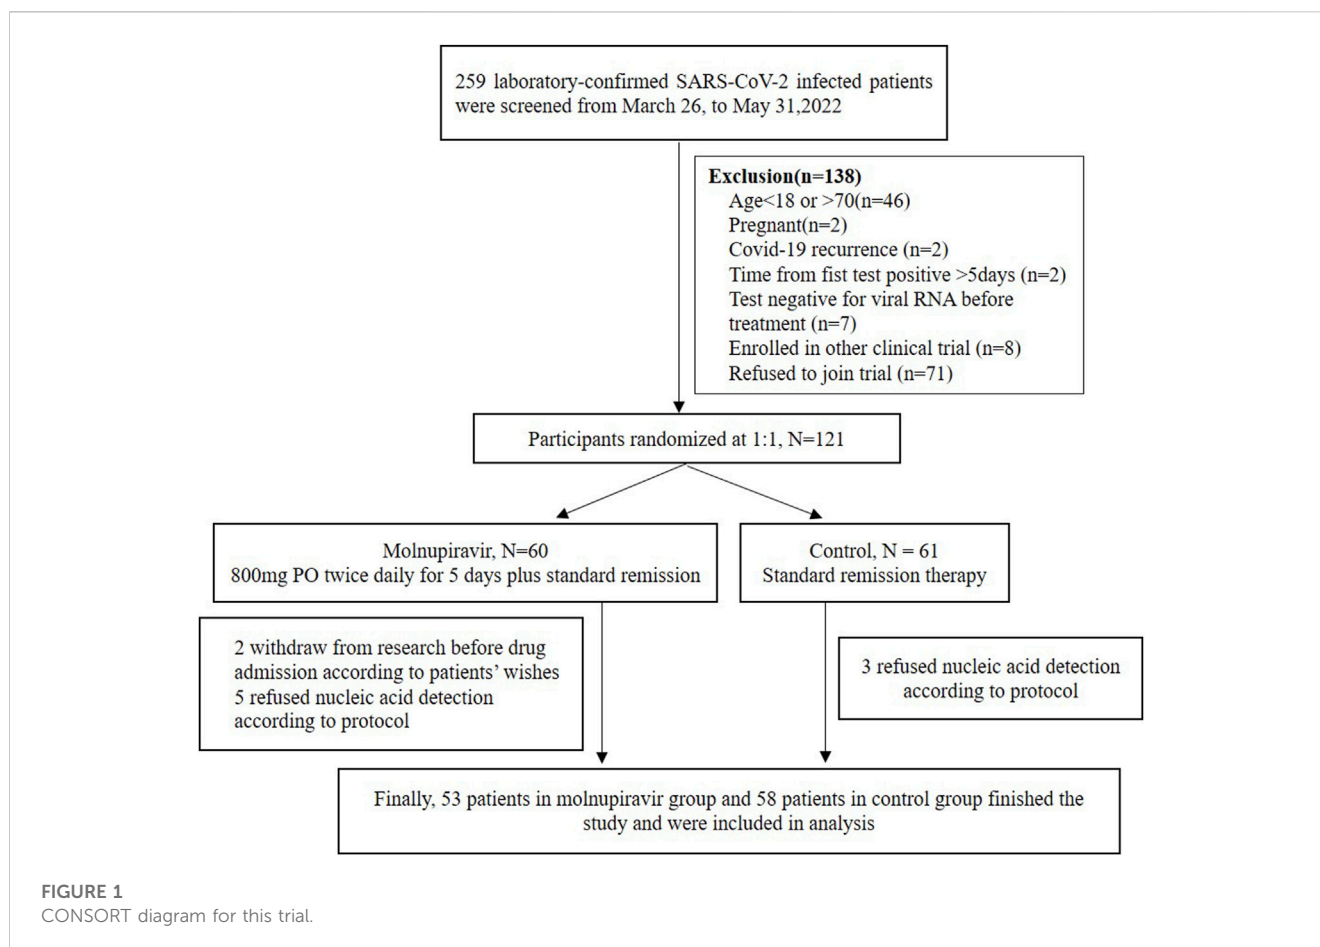 259 laboratory-confirmed SARS-CoV-2 infected patients
were screened from March 26, to May 31,2022
Exclusion(n=138)
Age<18 or >70(n=46)
Pregnant(n=2)
Covid-19 recurrence (n=2)
Time from fist test positive >5days (n=2)
Test negative for viral RNA before
treatment (n=7)
Enrolled in other clinical trial (n=8)
Refused to join trial (n=71)
Participants randomized at 1:1, N=121
Molnupiravir, N=60
800mg PO twice daily for 5 days plus standard remission
Control, N = 61
Standard remission therapy
2 withdraw from research before drug
admission according to patients’ wishes
5 refused nucleic acid detection
according to protocol
3 refused nucleic acid detection
according to protocol
Finally, 53 patients in molnupiravir group and 58 patients in control group finished the
study and were included in analysis
FIGURE 1
CONSORT diagram for this trial.